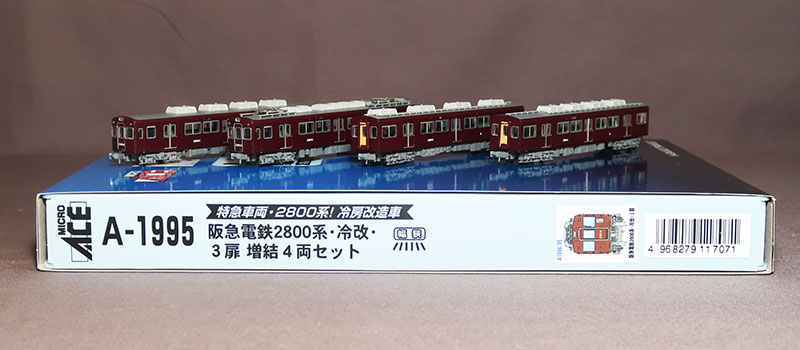 MICRO
ACE
A-1995
特急車両・2800系!冷房改造車
阪急電鉄2800系・冷改・
3扉 増結4両セット
4 968279 117071